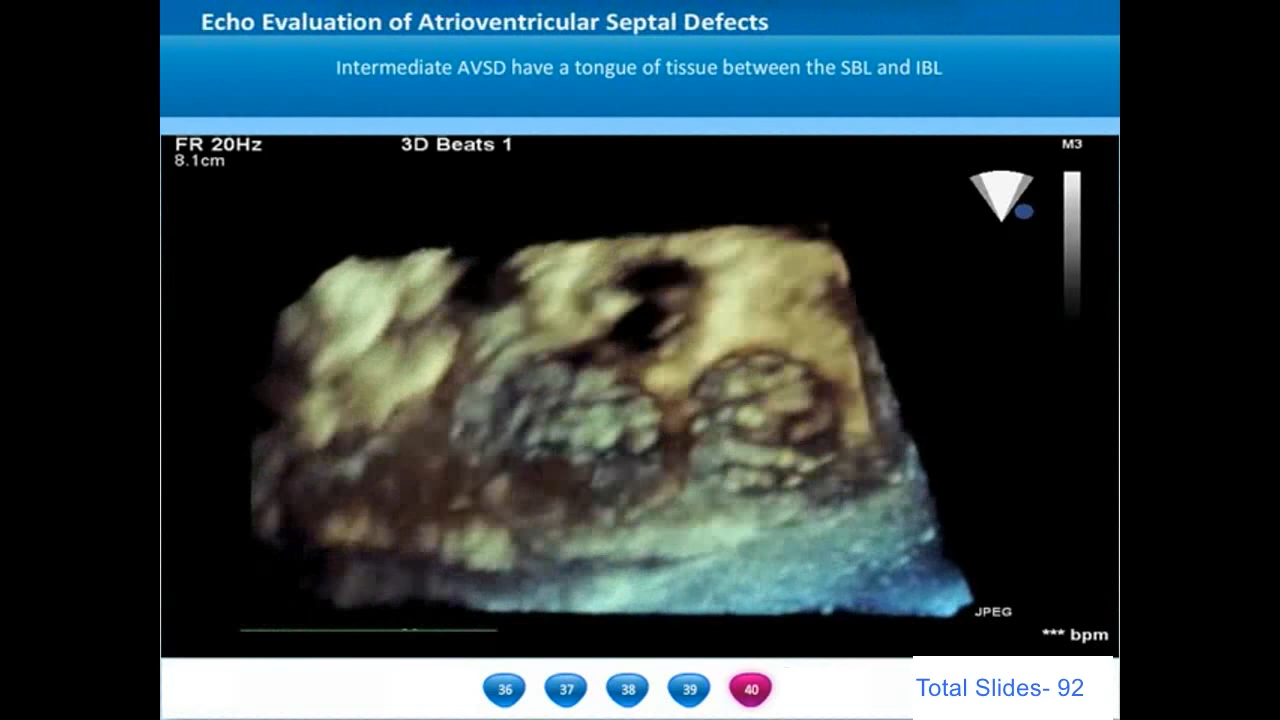 Echo Evaluation of Atrioventricular Septal Defects
Intermediate AVSD have a tongue of tissue between the SBL and IBL
FR 20Hz
8.1cm
3D Beats 1
M3
JPEG
*** bpm
36 37 38 39 40
Total Slides- 92